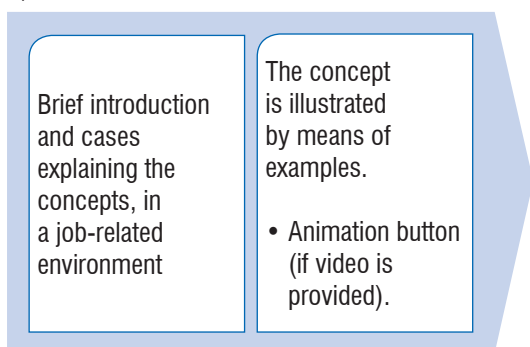 Brief introduction
and cases
explaining the
concepts, in
a job-related
environment
The concept
is illustrated
by means of
examples.
• Animation button
(if video is
provided).